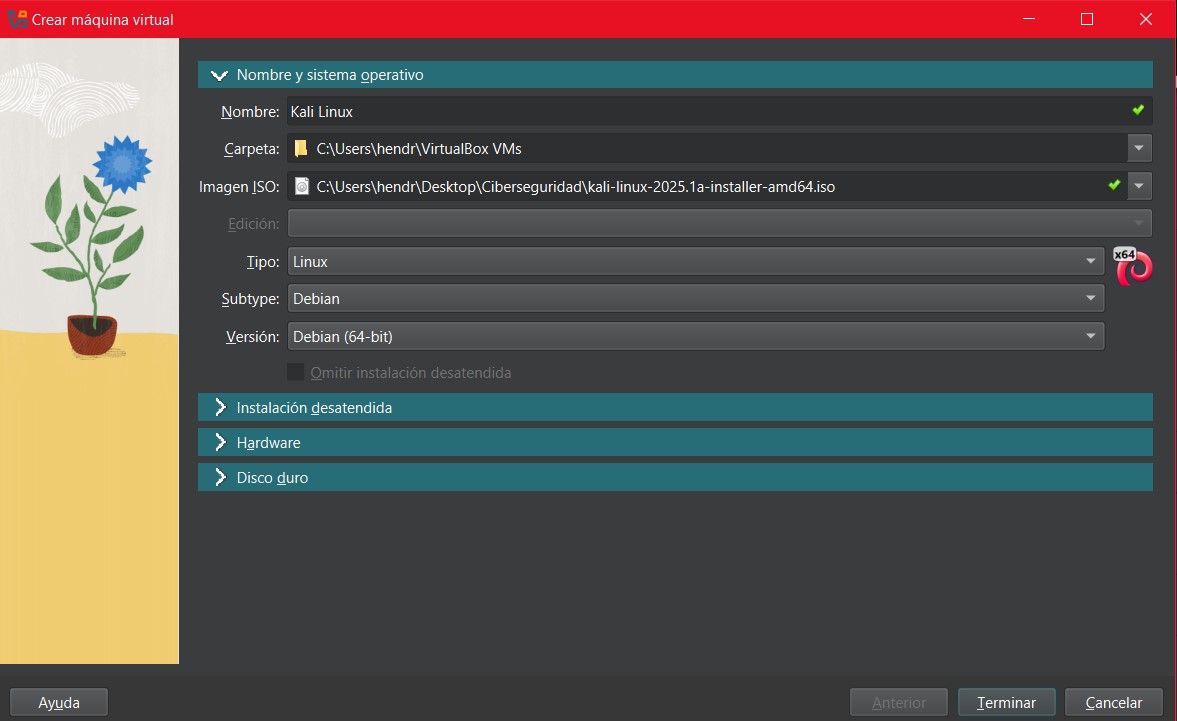 Crear máquina virtual
Nombre y sistema operativo
Nombre: Kali Linux
Carpeta: C:\Users\hendr\VirtualBox VMs
Imagen ISO: C:\Users\hendr\Desktop\Ciberseguridad\kali-linux-2025.1a-installer-amd64.iso
Edición:
Tipo: Linux
x64
Subtype: Debian
Versión: Debian (64-bit)
Omitir instalación desatendida
Instalación desatendida
Hardware
Disco duro
Ayuda Anterior Terminar Cancelar